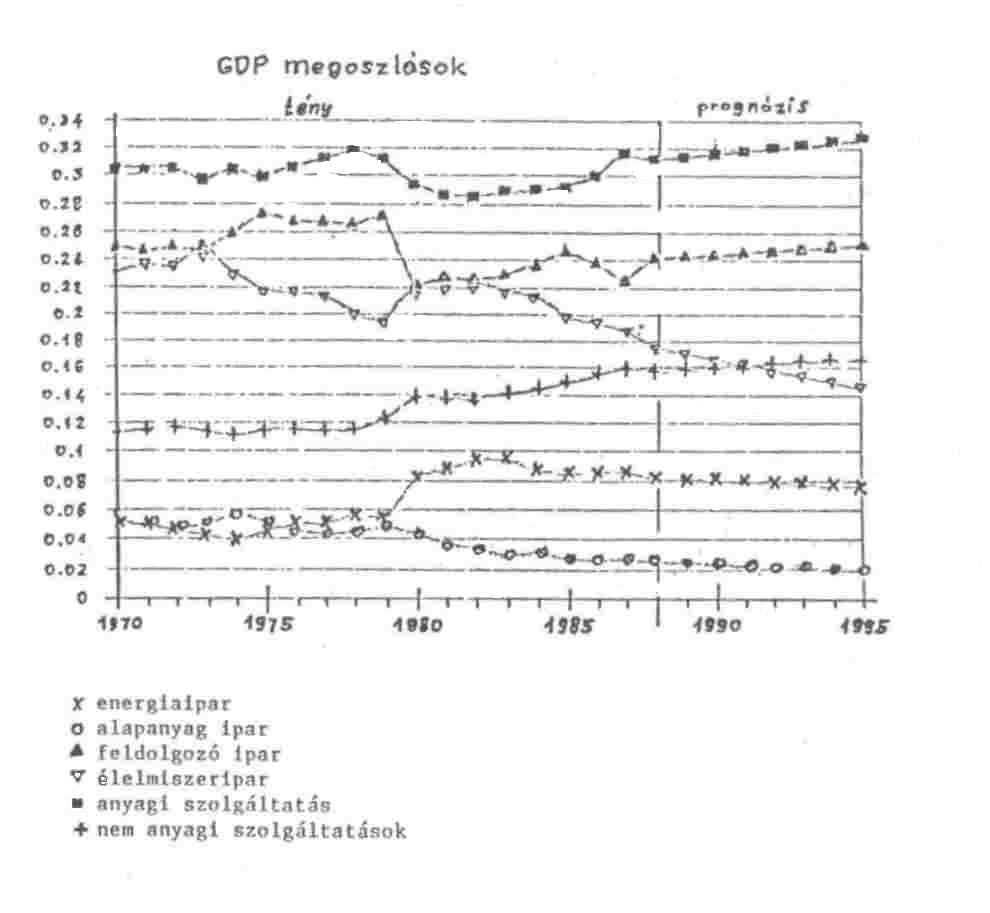 GDP megoszlások
tény
prognózis
0.34
0.32
0.3
0.28
0.26
0.24
0.21
0.2
0.18
0.16
0.14
0.12
0.1
0.08
0.06
0.04
0.02
0
1970
1975
1980
1985
1990
1995
x energiaipar
o alapanyag ipar
▲ feldolgozó ipar
▽ élelmiszeripar
■ anyagi szolgáltatás
+ nem anyagi szolgáltatások